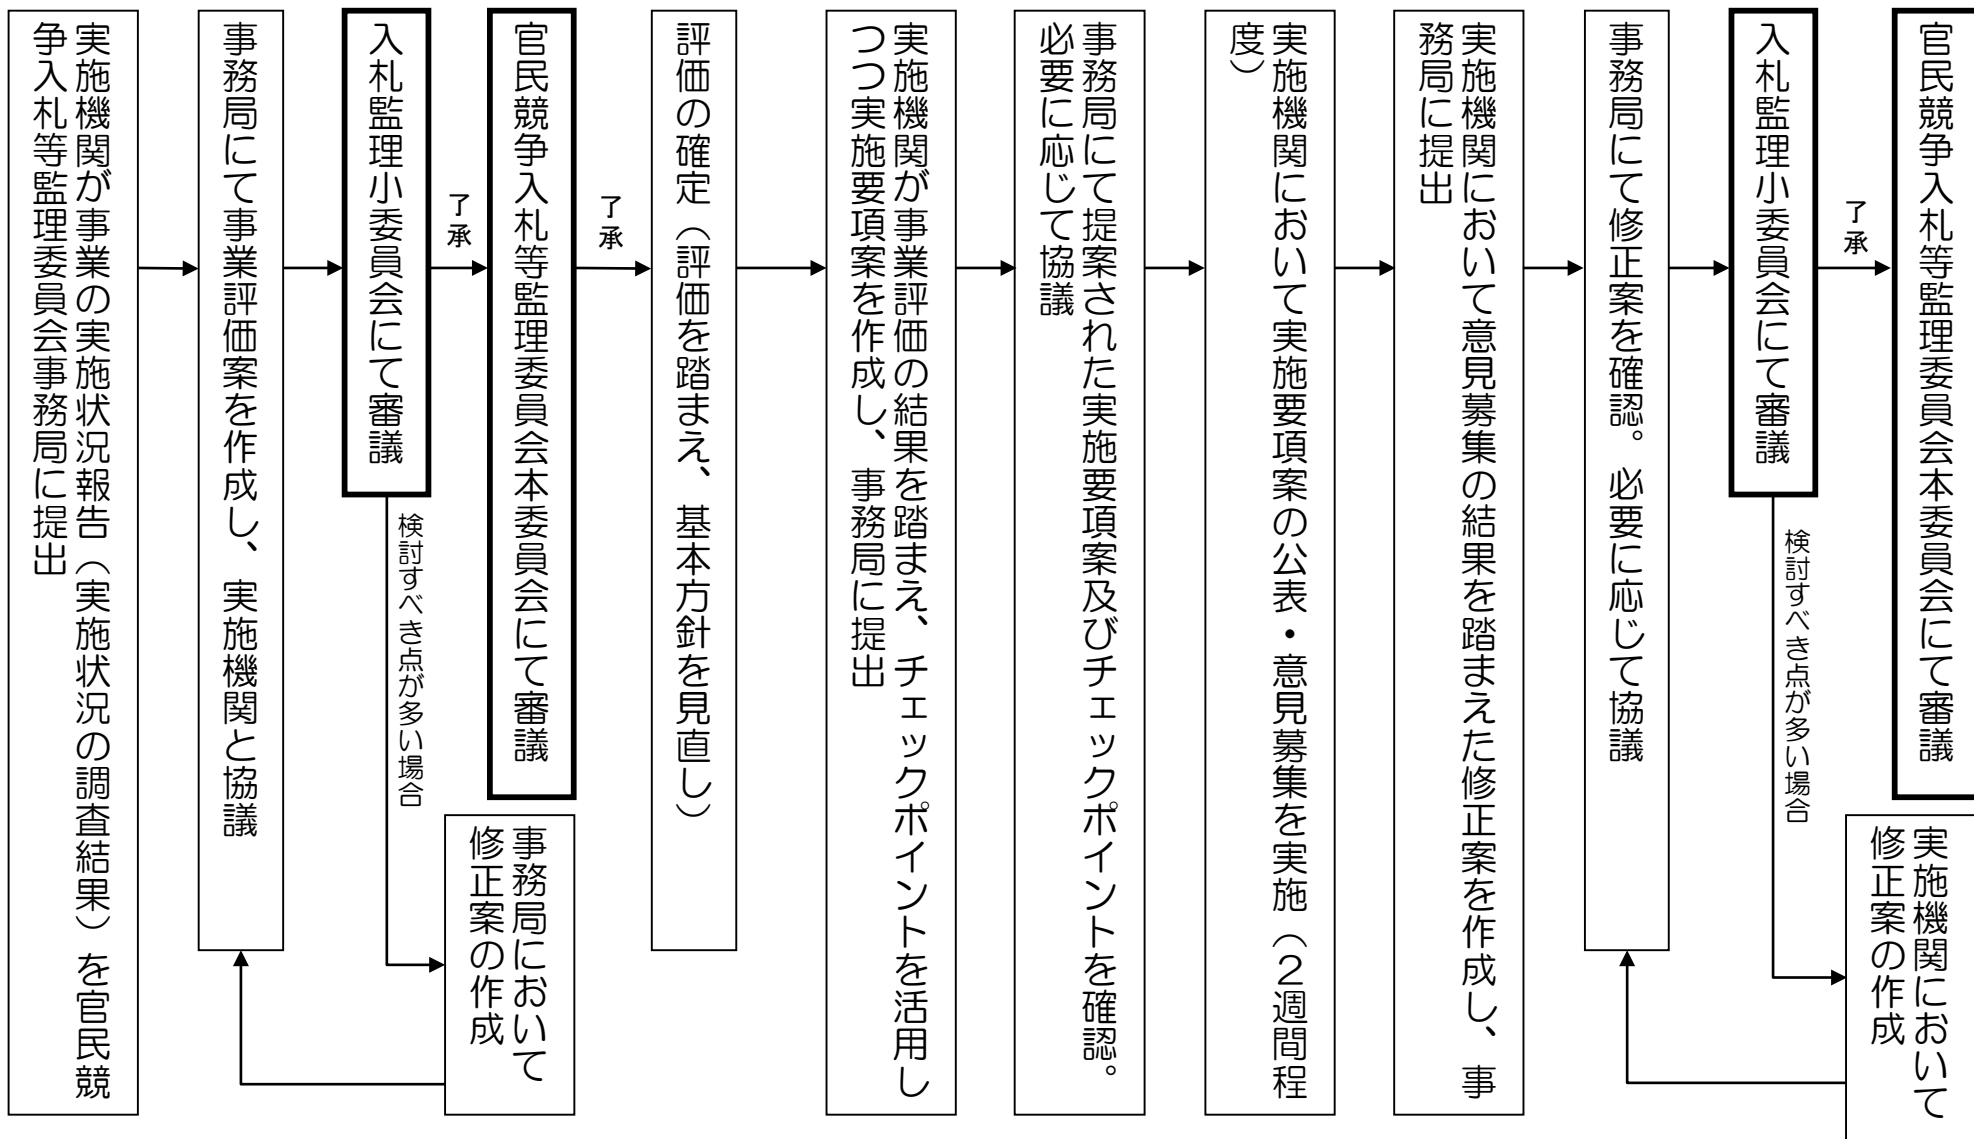 実施機関が事業の実施状況報告（実施状況の調査結果）を官民競
争入札等監理委員会事務局に提出
事務局にて事業評価案を作成し、実施機関と協議
入札監理小委員会にて審議
検討すべき点が多い場合
了承
事務局において
修正案の作成
官民競争入札等監理委員会本委員会にて審議
了承
評価の確定（評価を踏まえ、基本方針を見直し）
実施機関が事業評価の結果を踏まえ、チェックポイントを活用し
つつ実施要項案を作成し、事務局に提出
事務局にて提案された実施要項案及びチェックポイントを確認。
必要に応じて協議
実施機関において実施要項案の公表・意見募集を実施（２週間程
度）
実施機関において意見募集の結果を踏まえた修正案を作成し、事
務局に提出
事務局にて修正案を確認。必要に応じて協議
入札監理小委員会にて審議
検討すべき点が多い場合
了承
実施機関において
修正案の作成
官民競争入札等監理委員会本委員会にて審議